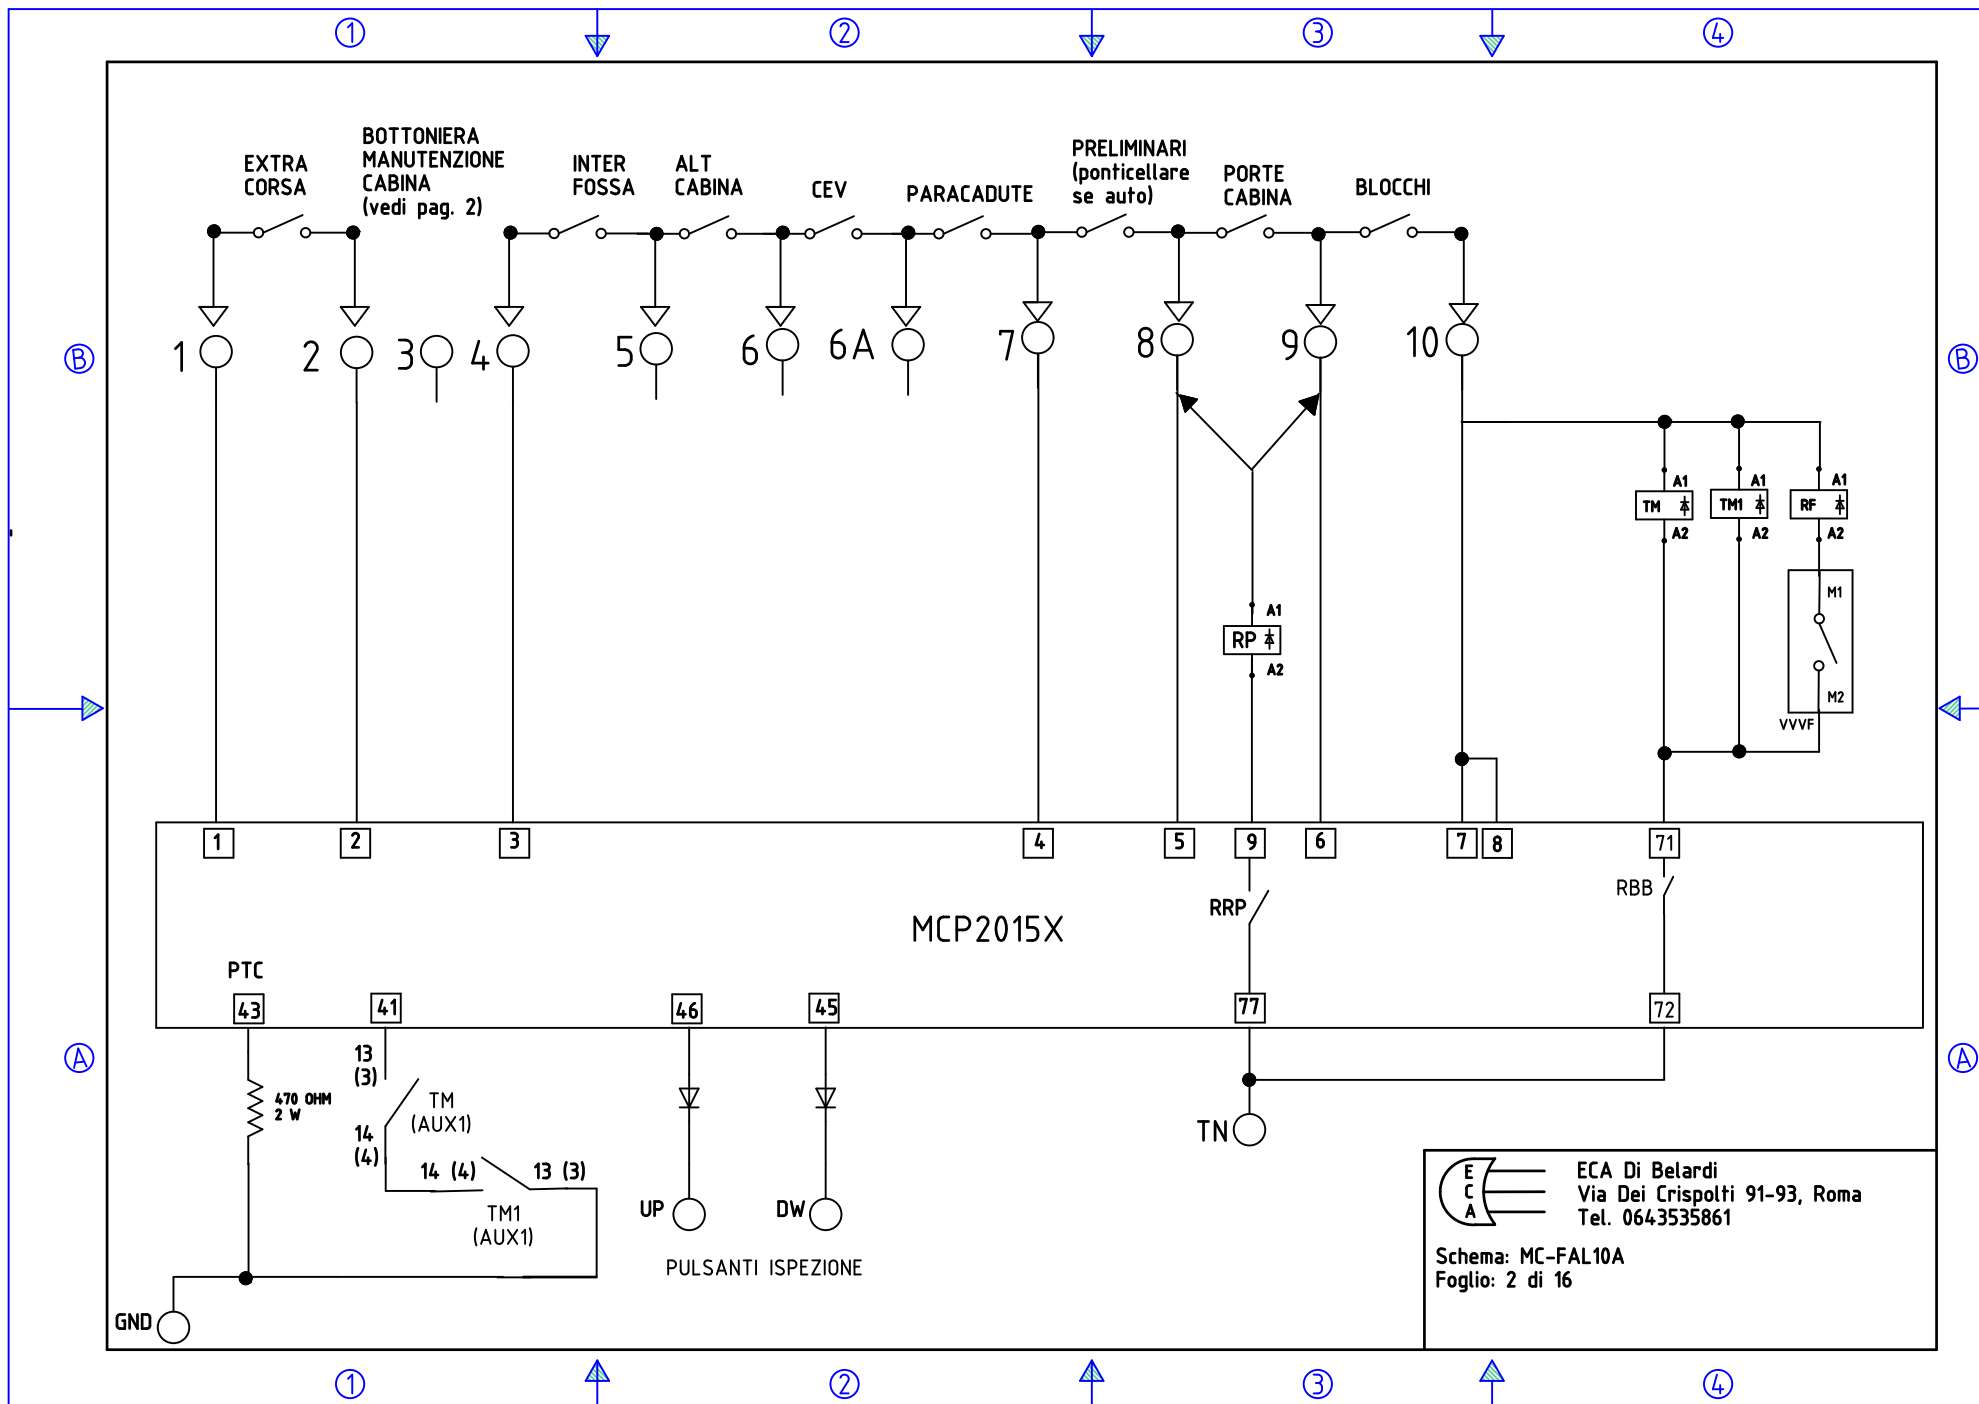 1
2
3
4
EXTRA
CORSA
BOTTONIERA
MANUTENZIONE
CABINA
(vedi pag. 2)
INTER
FOSSA
ALT
CABINA
CEV
PARACADUTE
PRELIMINARI
(ponticellare
se auto)
PORTE
CABINA
BLOCCHI
B
1
2
3
4
5
6
6A
7
8
9
10
B
A1
TM
A2
A1
TM1
A2
A1
RF
A2
M1
M2
VVVF
A1
RP
A2
1
2
3
4
5
9
6
7
8
71
RRP
RBB
MCP2015X
PTC
43
41
46
45
77
72
A
A
13
(3)
470 OHM
2 W
TM
(AUX1)
14
(4)
14 (4)
13 (3)
TM1
(AUX1)
UP
DW
TN
PULSANTI ISPEZIONE
GND
E
C
A
ECA Di Belardi
Via Dei Crispolti 91-93, Roma
Tel. 0643535861
Schema: MC-FAL10A
Foglio: 2 di 16
1
2
3
4